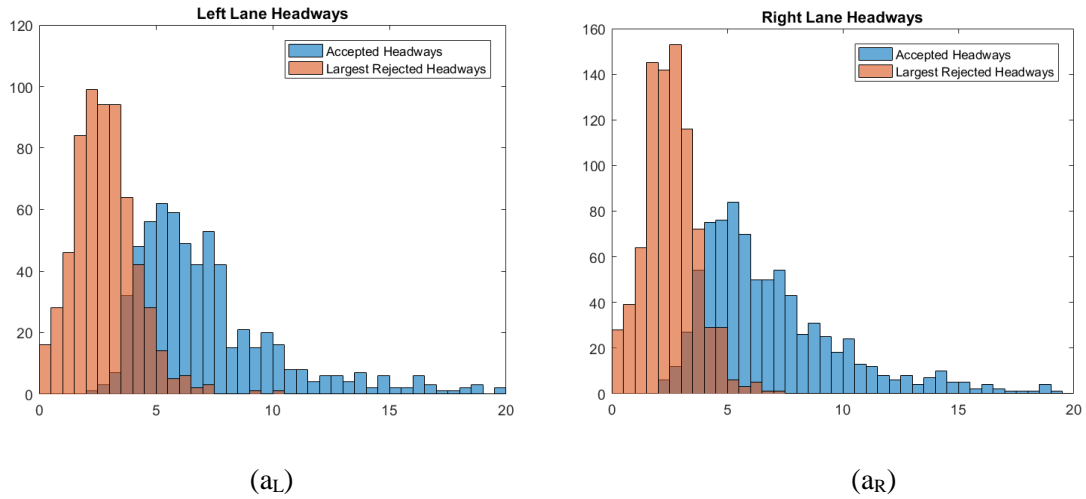 Left Lane Headways
120
100
80
60
40
20
0
0 5 10 15 20
Accepted Headways
Largest Rejected Headways
(aL)
Right Lane Headways
160
140
120
100
80
60
40
20
0
0 5 10 15 20
Accepted Headways
Largest Rejected Headways
(aR)